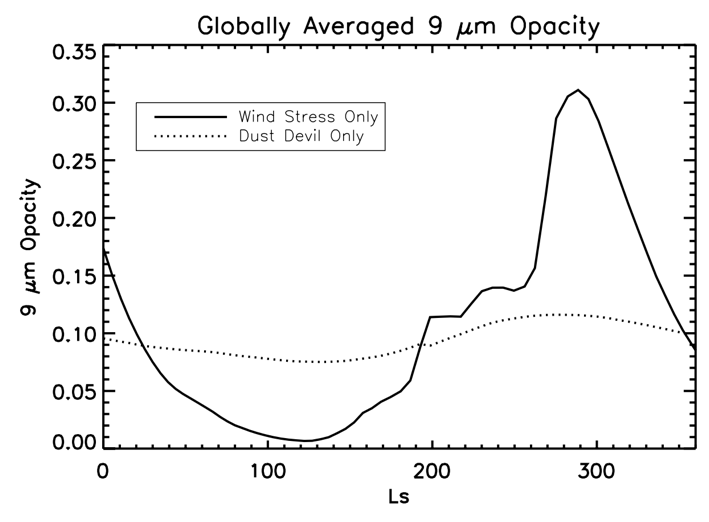 Globally Averaged 9 μm Opacity
0.35
0.30
0.25
0.20
0.15
0.10
0.05
0.00
9 μm Opacity
Wind Stress Only
Dust Devil Only
0 100 200 300
Ls